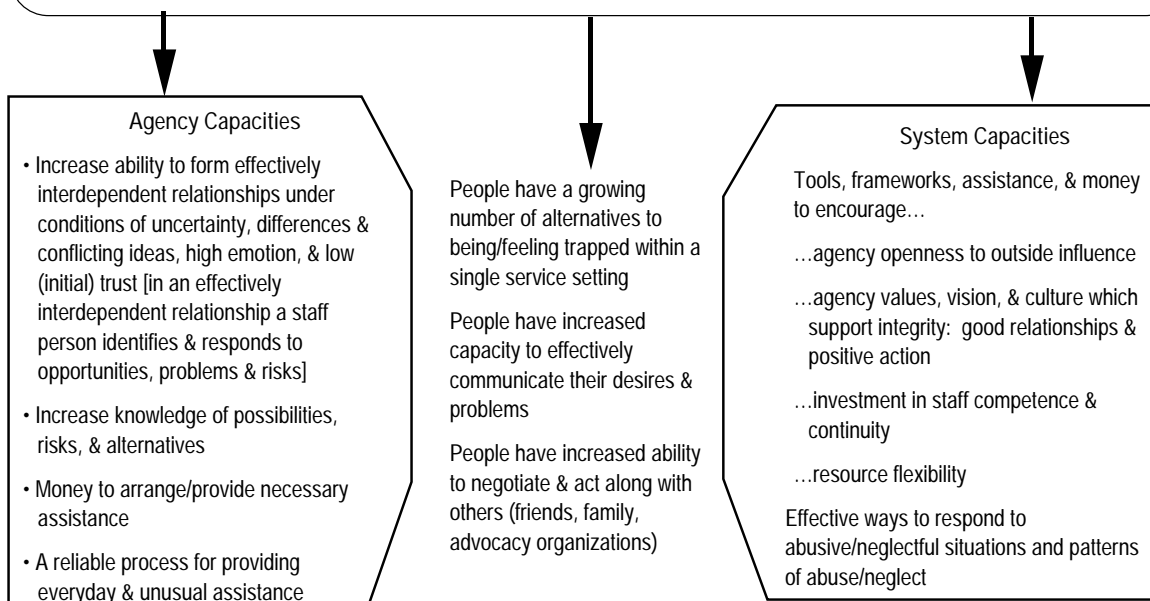 Agency Capacities
• Increase ability to form effectively
interdependent relationships under
conditions of uncertainty, differences &
conflicting ideas, high emotion, & low
(initial) trust [in an effectively
interdependent relationship a staff
person identifies & responds to
opportunities, problems & risks]
• Increase knowledge of possibilities,
risks, & alternatives
• Money to arrange/provide necessary
assistance
• A reliable process for providing
everyday & unusual assistance
People have a growing
number of alternatives to
being/feeling trapped within a
single service setting
People have increased
capacity to effectively
communicate their desires &
problems
People have increased ability
to negotiate & act along with
others (friends, family,
advocacy organizations)
System Capacities
Tools, frameworks, assistance, & money
to encourage…
…agency openness to outside influence
…agency values, vision, & culture which
support integrity: good relationships &
positive action
…investment in staff competence &
continuity
…resource flexibility
Effective ways to respond to
abusive/neglectful situations and patterns
of abuse/neglect